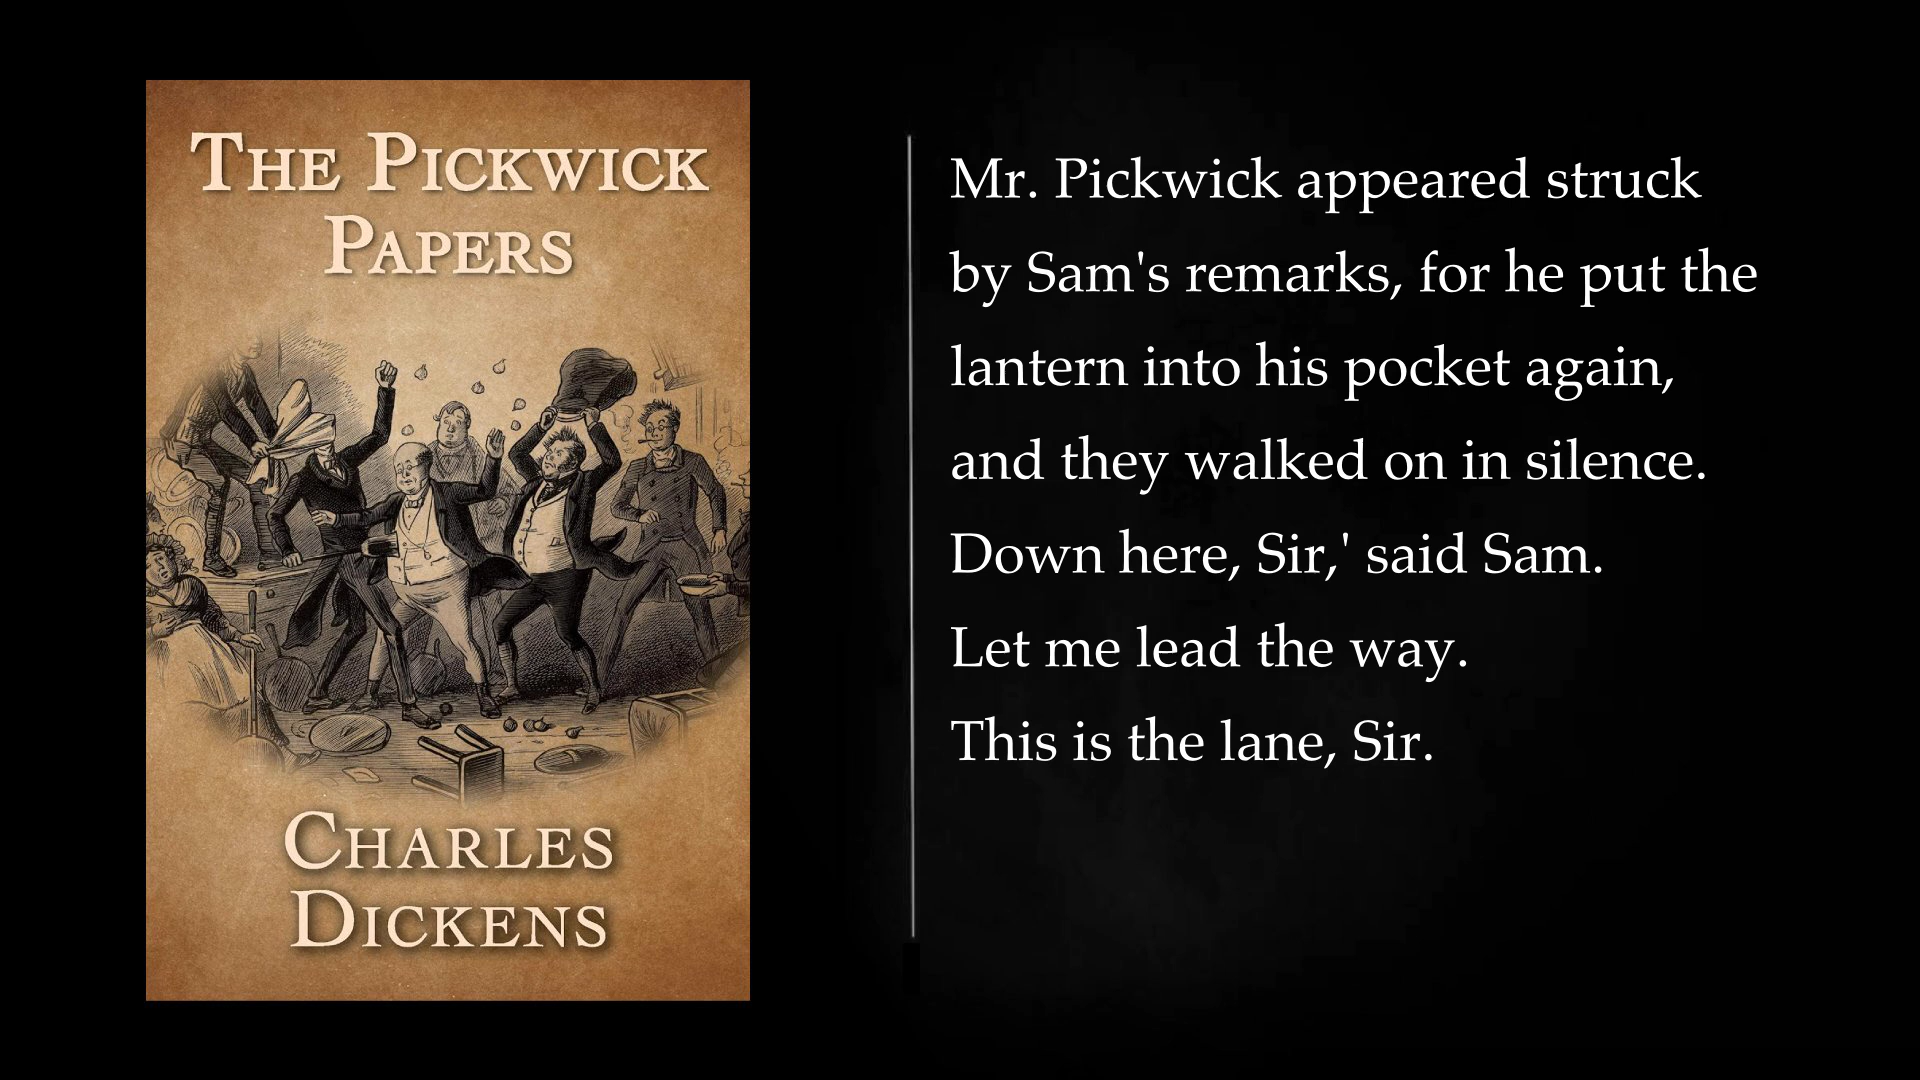 THE PICKWICK
PAPERS
CHARLES
DICKENS
Mr. Pickwick appeared struck
by Sam's remarks, for he put the
lantern into his pocket again,
and they walked on in silence.
Down here, Sir,' said Sam.
Let me lead the way.
This is the lane, Sir.